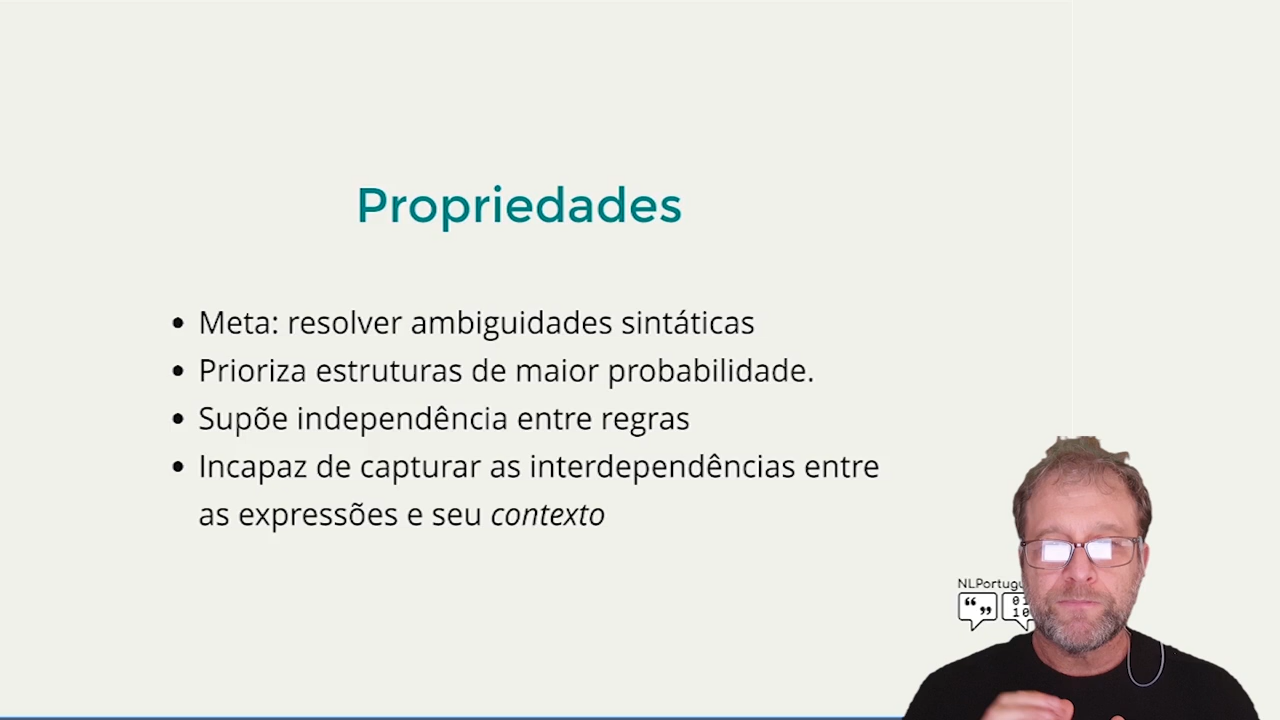 Propriedades
• Meta: resolver ambiguidades sintáticas
• Prioriza estruturas de maior probabilidade.
• Supõe independência entre regras
• Incapaz de capturar as interdependências entre
as expressões e seu contexto